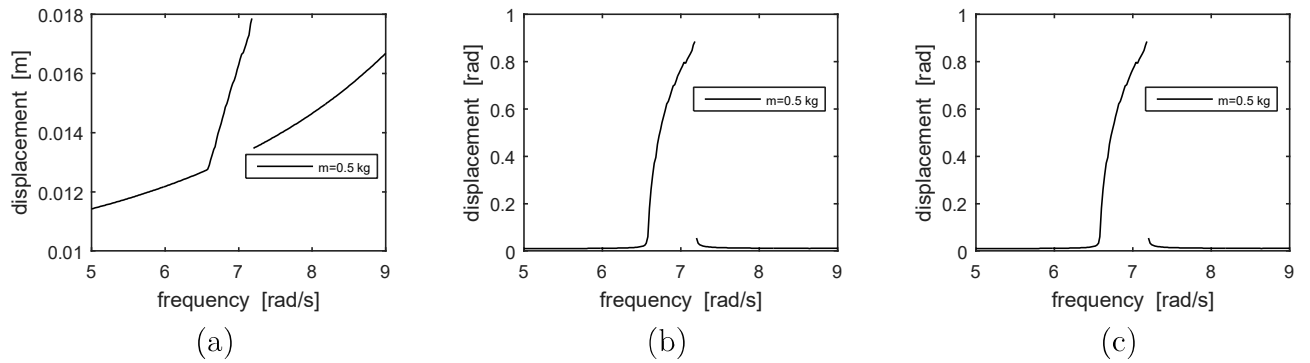 0.018
0.016
0.014
0.012
0.01
5 6 7 8 9
displacement [m]
frequency [rad/s]
m=0.5 kg
(a)
1
0.8
0.6
0.4
0.2
0
5 6 7 8 9
displacement [rad]
frequency [rad/s]
m=0.5 kg
(b)
1
0.8
0.6
0.4
0.2
0
5 6 7 8 9
displacement [rad]
frequency [rad/s]
m=0.5 kg
(c)